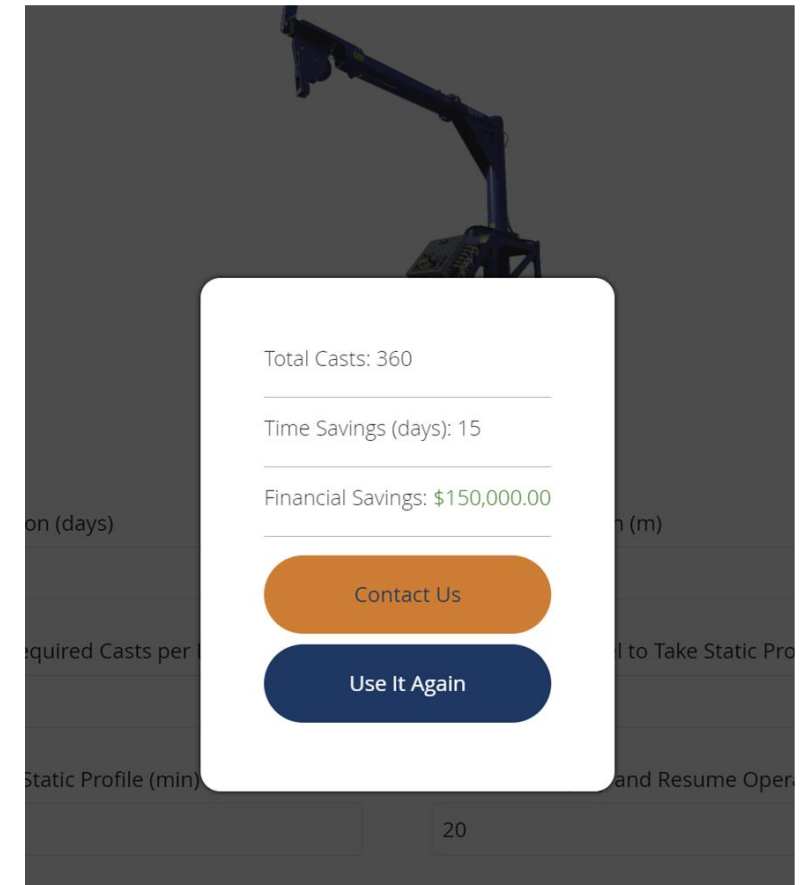 Total Casts: 360
Time Savings (days): 15
Financial Savings: $150,000.00
on (days)
(m)
Contact Us
equired Casts per
l to Take Static Pro
Use It Again
Static Profile (min)
and Resume Opera
20